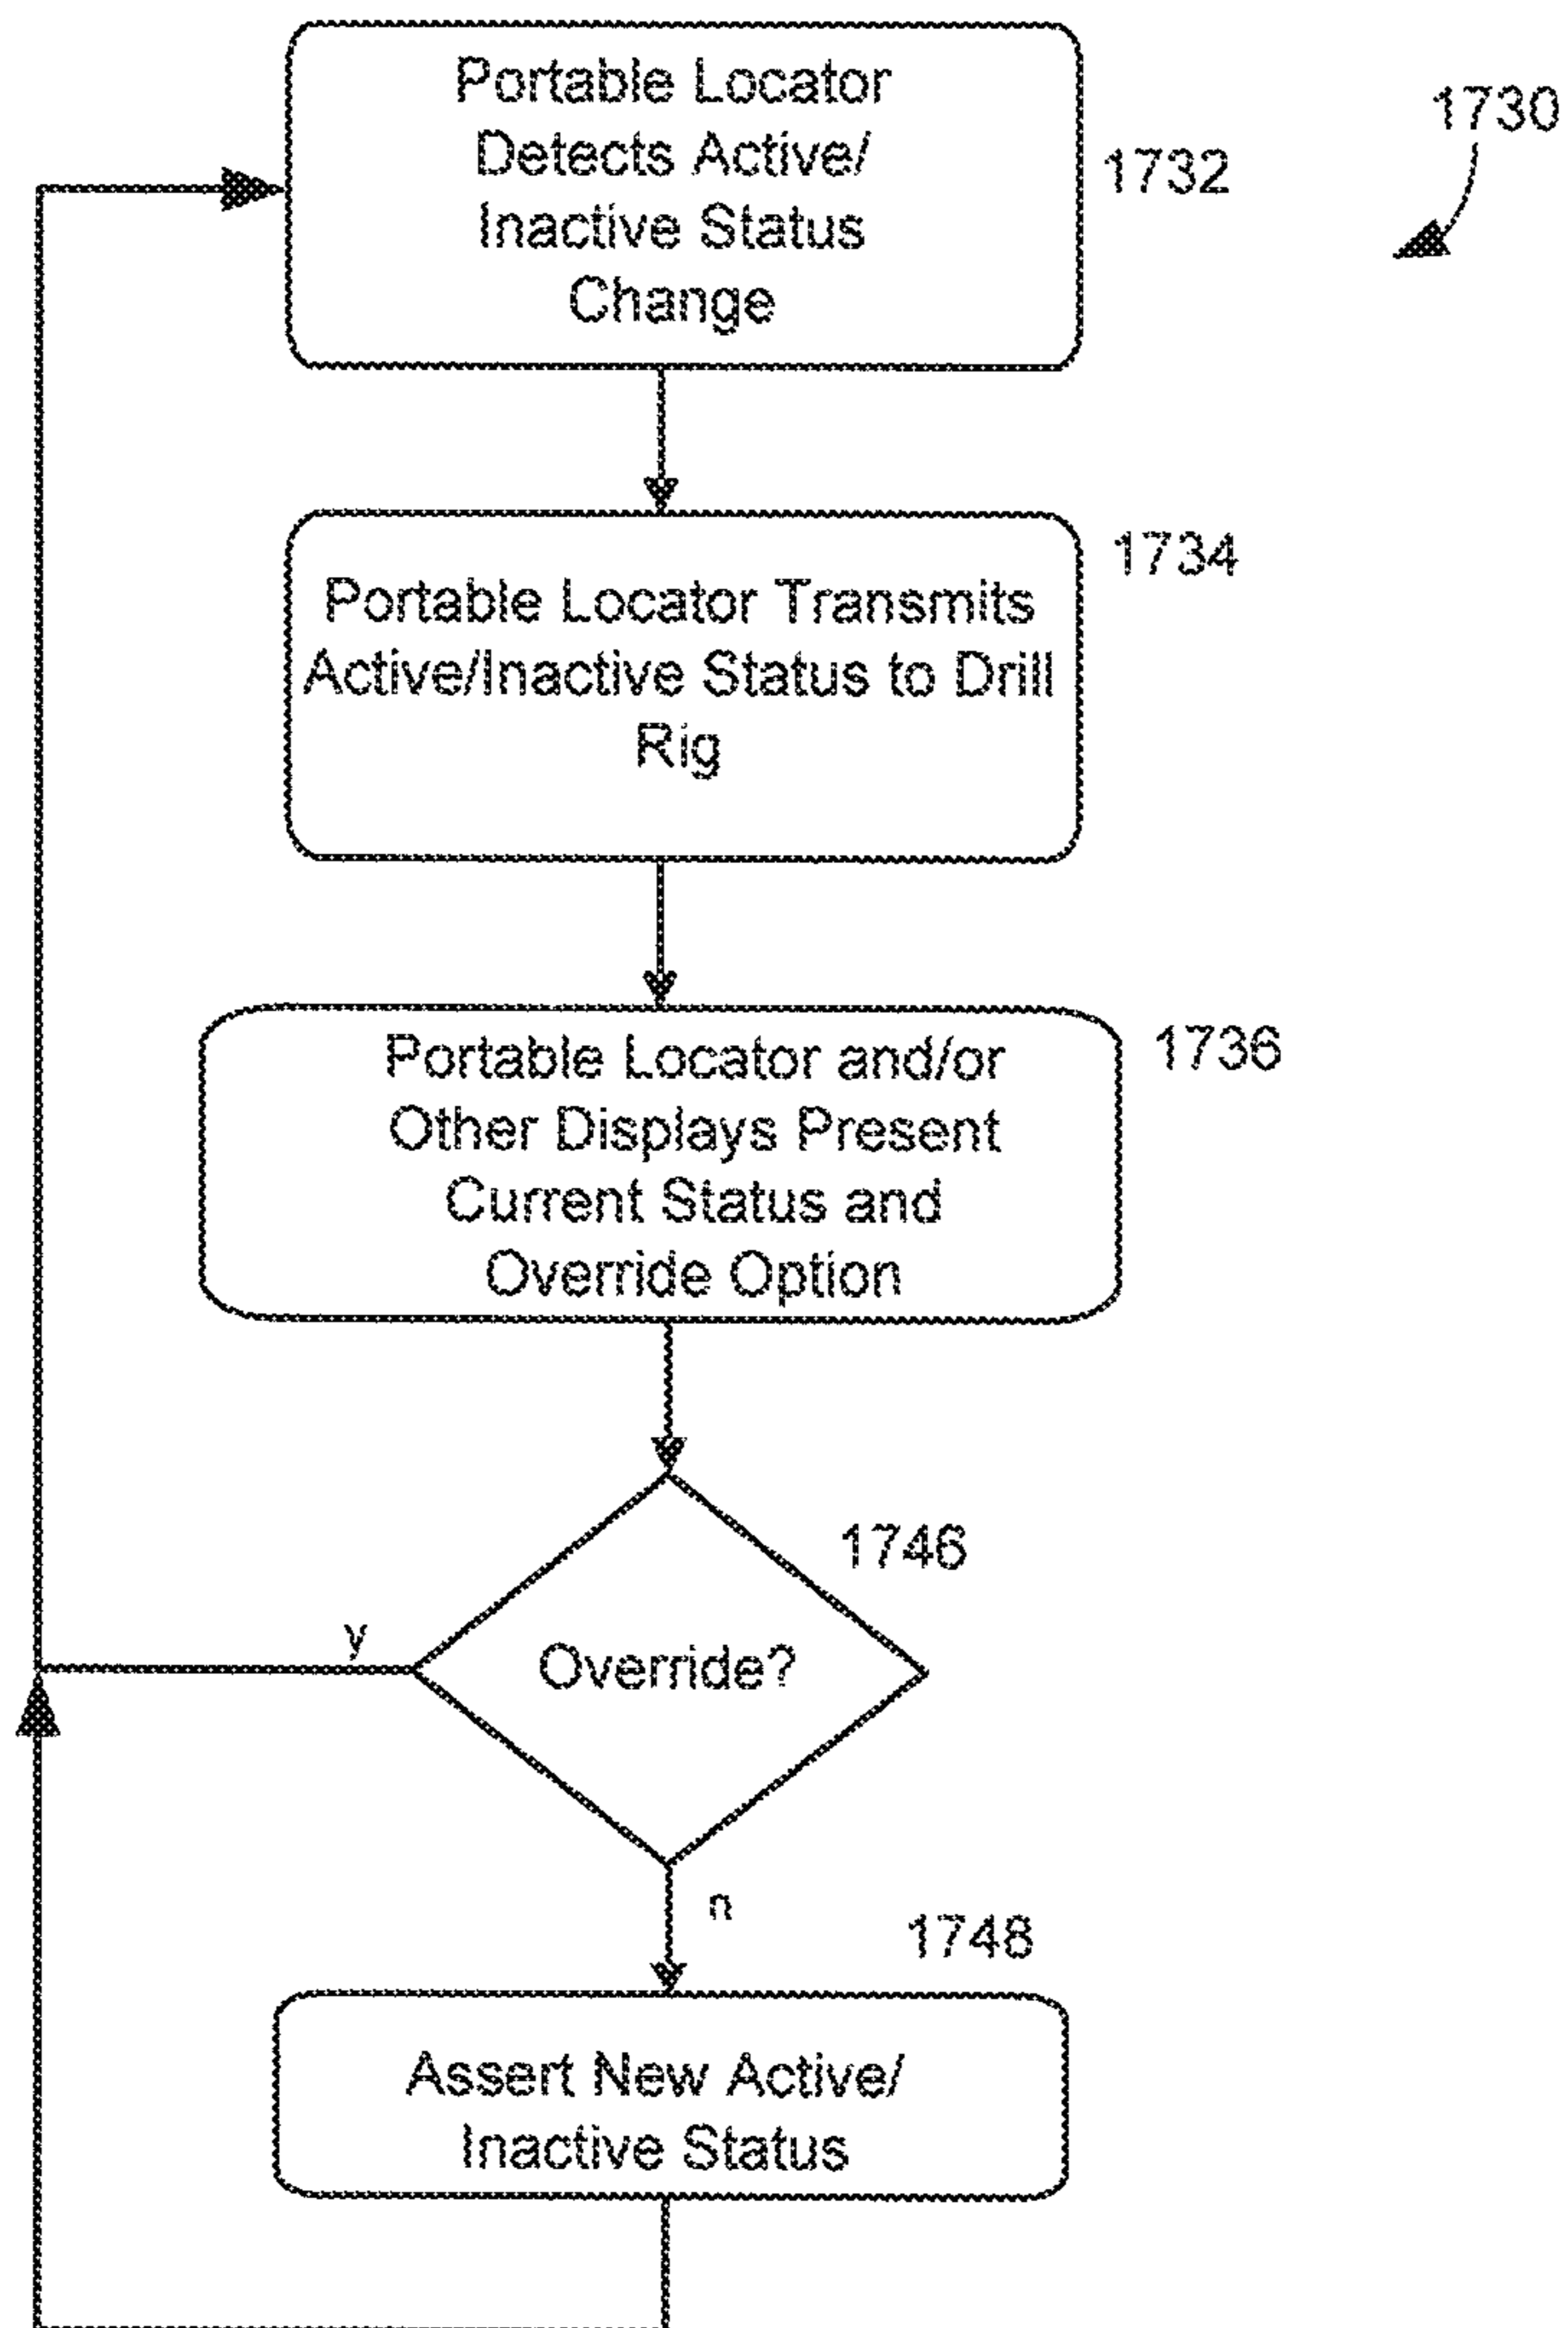 1730
Portable Locator
Detects Active/
Inactive Status
Change
1732
1734
Portable Locator Transmits
Active/Inactive Status to Drill
Rig
Portable Locator and/or
Other Displays Present
Current Status and
Override Option
1736
1746
y
Override?
n
1748
Assert New Active/
Inactive Status